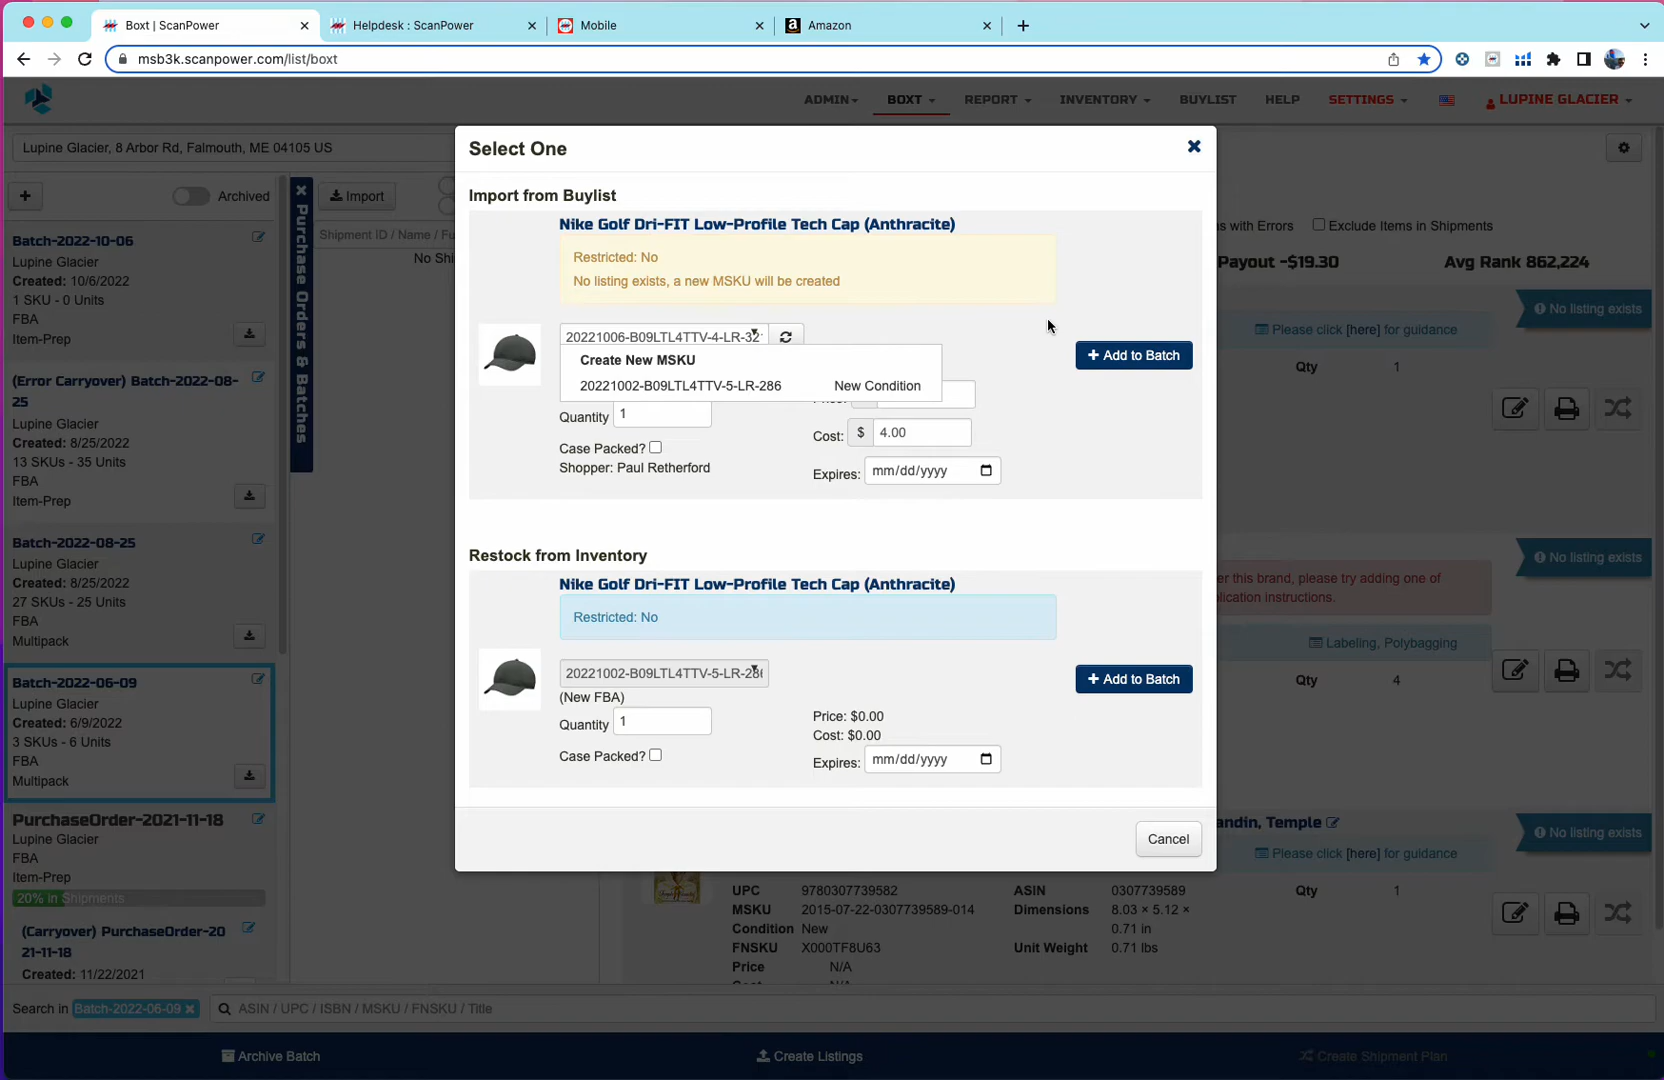 Boxt | ScanPower
Helpdesk : ScanPower
Mobile
Amazon
msb3k.scanpower.com/list/boxt
ADMIN
BOXT
REPORT
INVENTORY
BUYLIST
HELP
SETTINGS
LUPINE GLACIER
Lupine Glacier, 8 Arbor Rd, Falmouth, ME 04105 US
Archived
Import
Purchase Orders & Batches
Shipment ID / Name / Fu
No Sh
Batch-2022-10-06
Lupine Glacier
Created: 10/6/2022
1 SKU - 0 Units
FBA
Item-Prep
(Error Carryover) Batch-2022-08-
25
Lupine Glacier
Created: 8/25/2022
13 SKUs - 35 Units
FBA
Item-Prep
Batch-2022-08-25
Lupine Glacier
Created: 8/25/2022
27 SKUs - 25 Units
FBA
Multipack
Batch-2022-06-09
Lupine Glacier
Created: 6/9/2022
3 SKUs - 6 Units
FBA
Multipack
PurchaseOrder-2021-11-18
Lupine Glacier
FBA
Item-Prep
20% in Shipments
(Carryover) PurchaseOrder-20
21-11-18
Created: 11/22/2021
Select One
Import from Buylist
Nike Golf Dri-FIT Low-Profile Tech Cap (Anthracite)
Restricted: No
No listing exists, a new MSKU will be created
20221006-B09LTL4TTV-4-LR-32
Create New MSKU
20221002-B09LTL4TTV-5-LR-286 New Condition
Quantity 1
Cost: $ 4.00
Case Packed?
Shopper: Paul Retherford
Expires: mm/dd/yyyy
+ Add to Batch
Restock from Inventory
Nike Golf Dri-FIT Low-Profile Tech Cap (Anthracite)
Restricted: No
20221002-B09LTL4TTV-5-LR-286
(New FBA)
Quantity 1
Price: $0.00
Cost: $0.00
Case Packed?
Expires: mm/dd/yyyy
+ Add to Batch
Cancel
s with Errors
Exclude Items in Shipments
Payout -$19.30
Avg Rank 862,224
No listing exists
Please click [here] for guidance
Qty 1
No listing exists
er this brand, please try adding one of
plication instructions.
Labeling, Polybagging
Qty 4
andin, Temple
No listing exists
Please click [here] for guidance
UPC 9780307739582 ASIN 0307739589 Qty 1
MSKU 2015-07-22-0307739589-014 Dimensions 8.03 × 5.12 ×
Condition New 0.71 in
FNSKU X000TF8U63 Unit Weight 0.71 lbs
Price N/A
Search in Batch-2022-06-09 ASIN / UPC / ISBN / MSKU / FNSKU / Title
Archive Batch
Create Listings
Create Shipment Plan